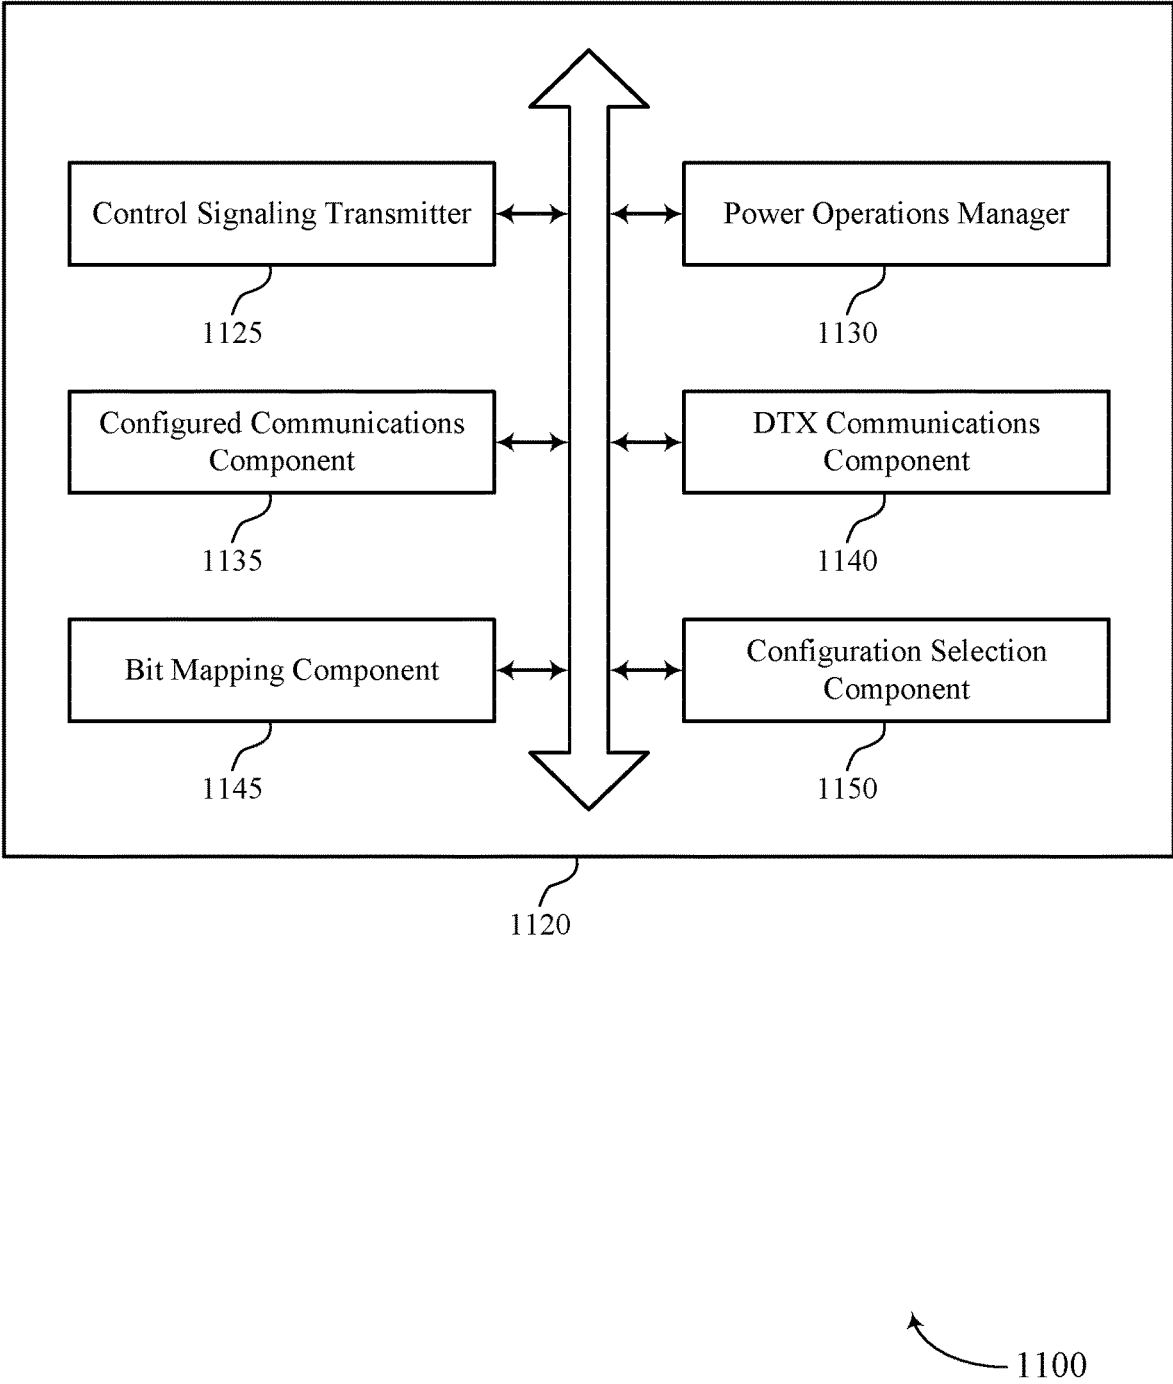 Control Signaling Transmitter
Power Operations Manager
1125
1130
Configured Communications
Component
DTX Communications
Component
1135
1140
Bit Mapping Component
Configuration Selection
Component
1145
1150
1120
1100